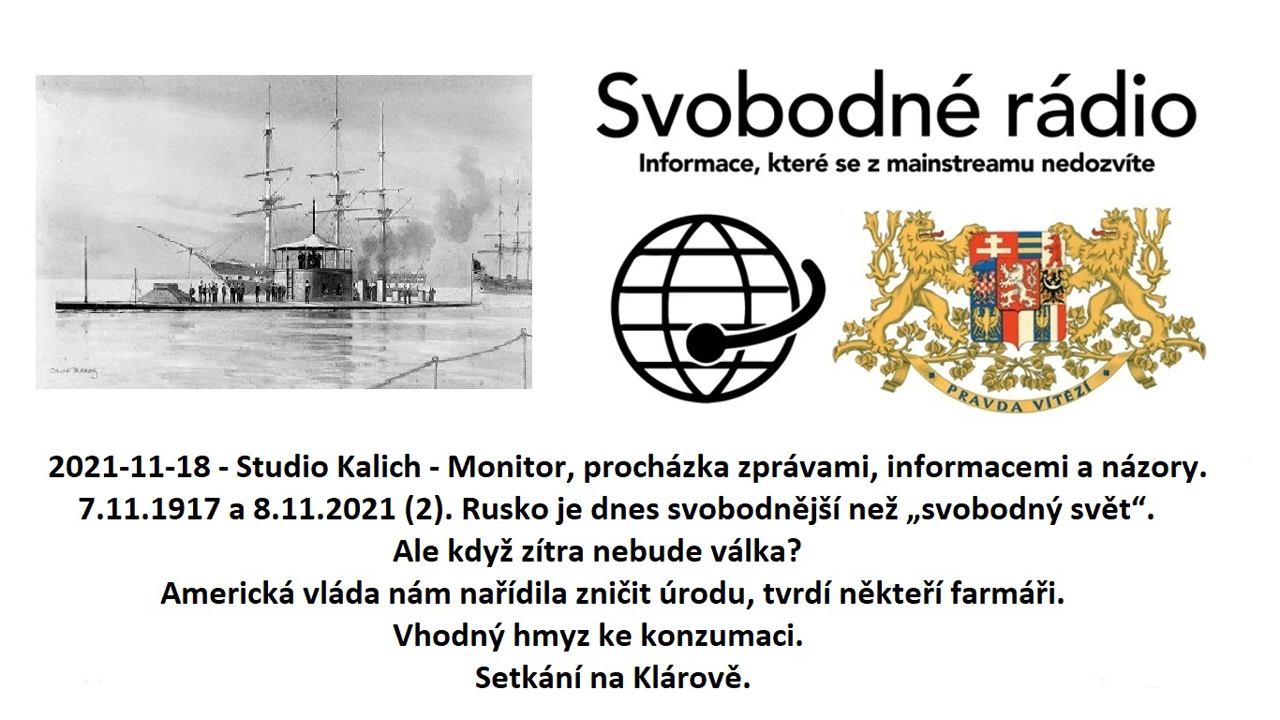 Svobodné rádio
Informace, které se z mainstreamu nedozvíte
PRAVDA VÍTĚZÍ
2021-11-18 - Studio Kalich - Monitor, procházka zprávami, informacemi a názory.
7.11.1917 a 8.11.2021 (2). Rusko je dnes svobodnější než „svobodný svět“.
Ale když zítra nebude válka?
Americká vláda nám nařídila zničit úrodu, tvrdí někteří farmáři.
Vhodný hmyz ke konzumaci.
Setkání na Klárově.